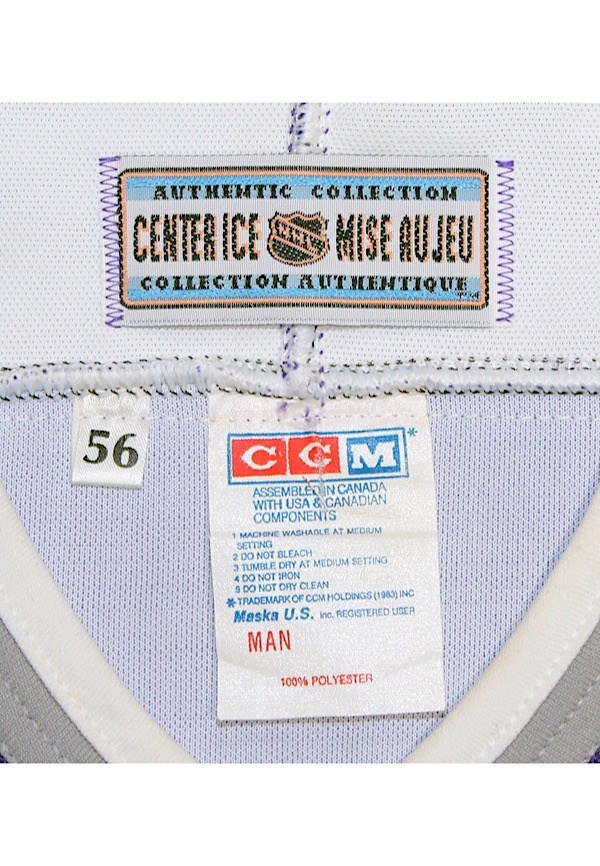 AUTHENTIC COLLECTION
CENTER ICE NHL MISE AU JEU
COLLECTION AUTHENTIQUE
56
CCM*
ASSEMBLED IN CANADA
WITH USA & CANADIAN
COMPONENTS
1 MACHINE WASHABLE AT MEDIUM
SETTING
2 DO NOT BLEACH
3 TUMBLE DRY AT MEDIUM SETTING
4 DO NOT IRON
5 DO NOT DRY CLEAN
* TRADEMARK OF CCM HOLDINGS (1983) INC
Maska U.S. Inc. REGISTERED USER
MAN
100% POLYESTER